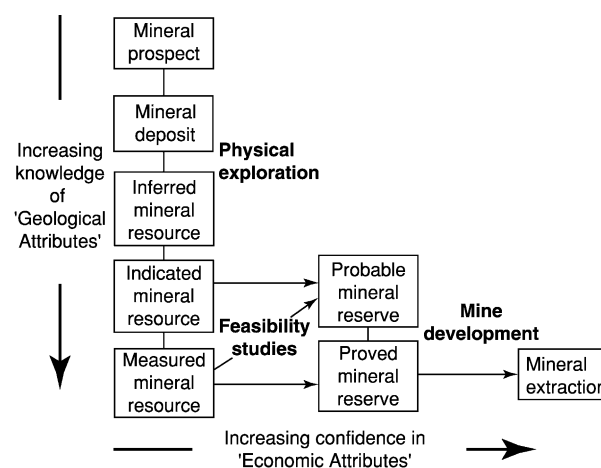 Mineral
prospect
Mineral
deposit
Physical
exploration
Increasing
knowledge
of
'Geological
Attributes'
Inferred
mineral
resource
Indicated
mineral
resource
Probable
mineral
reserve
Feasibility
studies
Mine
development
Measured
mineral
resource
Proved
mineral
reserve
Mineral
extraction
Increasing confidence in
'Economic Attributes'